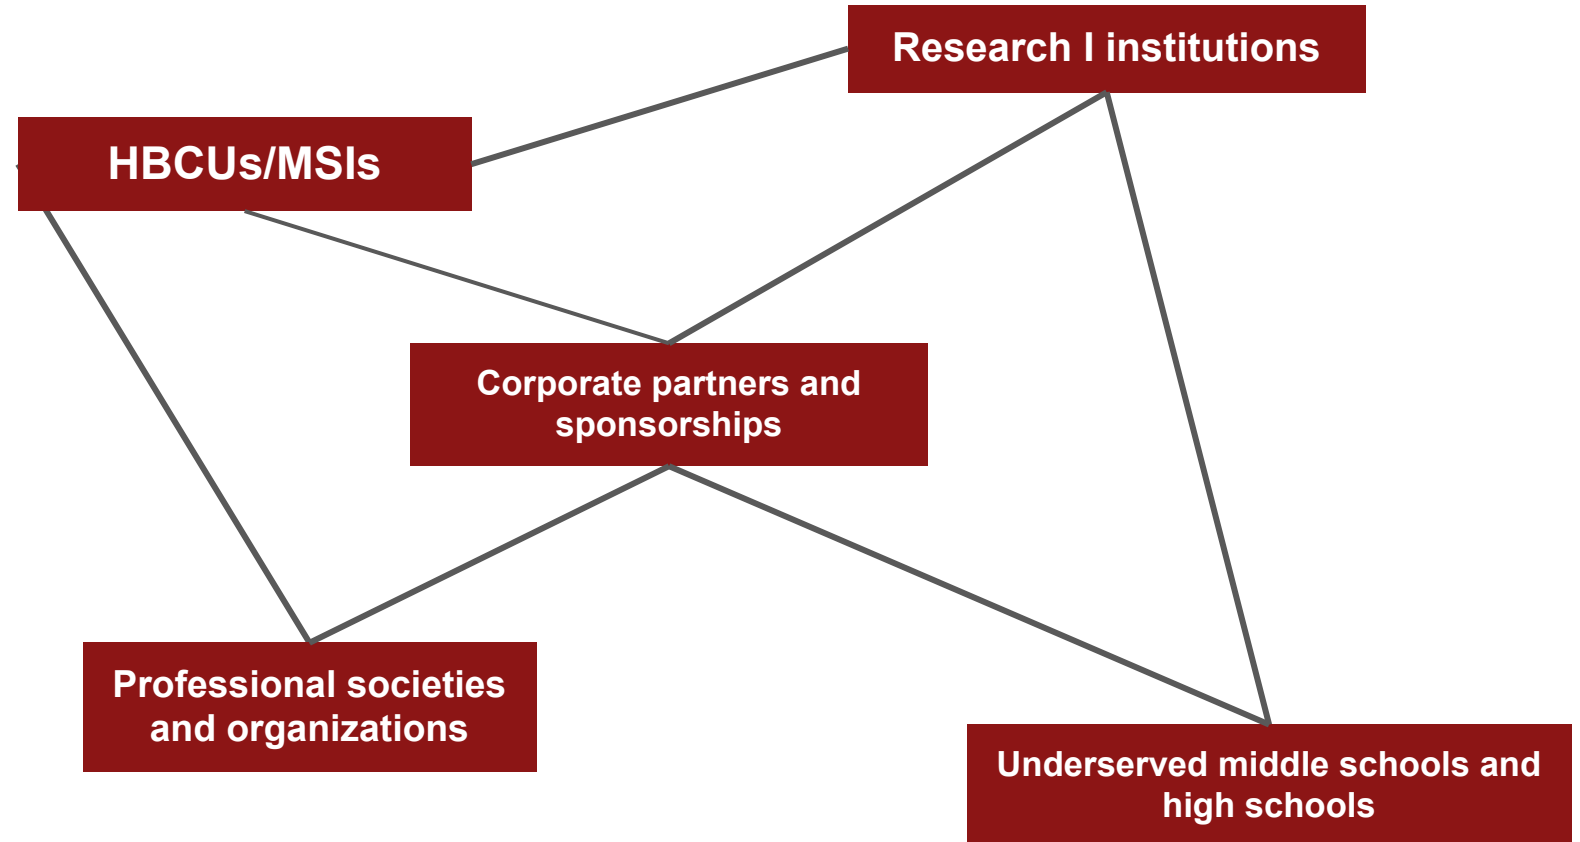 Research I institutions
HBCUs/MSIs
Corporate partners and
sponsorships
Professional societies
and organizations
Underserved middle schools and
high schools